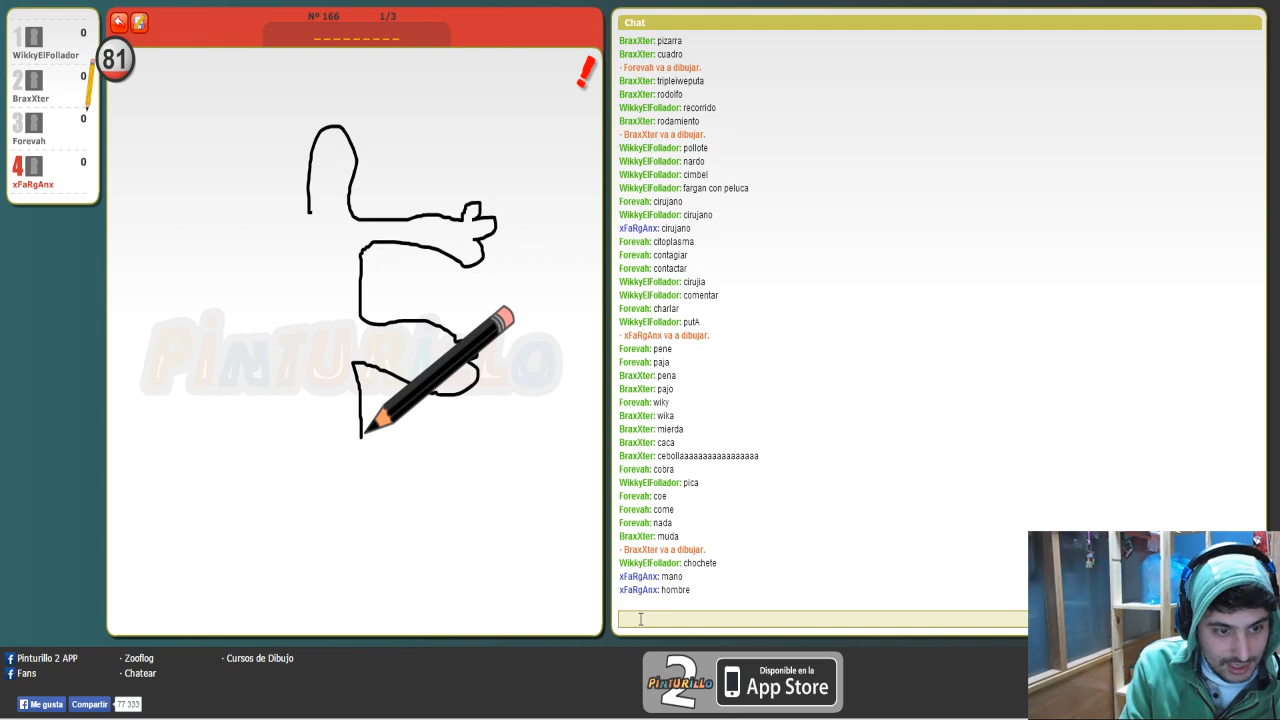 1
WikkyElFollador
0
2
BraxXter
0
3
Forevah
0
4
xFaRgAnx
0
81
Nº 166
1/3
_ _ _ _ _ _ _ _ _
PINTURILLO
Chat
BraxXter: pizarra
BraxXter: cuadro
· Forevah va a dibujar.
BraxXter: tripleiweputa
BraxXter: rodolfo
WikkyElFollador: recorrido
BraxXter: rodamiento
· BraxXter va a dibujar.
WikkyElFollador: pollote
WikkyElFollador: nardo
WikkyElFollador: cimbel
WikkyElFollador: fargan con peluca
Forevah: cirujano
WikkyElFollador: cirujano
xFaRgAnx: cirujano
Forevah: citoplasma
Forevah: contagiar
Forevah: contactar
WikkyElFollador: cirujia
WikkyElFollador: comentar
Forevah: charlar
WikkyElFollador: putA
· xFaRgAnx va a dibujar.
Forevah: pene
Forevah: paja
BraxXter: pena
BraxXter: pajo
Forevah: wiky
BraxXter: wika
BraxXter: mierda
BraxXter: caca
BraxXter: cebollaaaaaaaaaaaaaaaaa
Forevah: cobra
WikkyElFollador: pica
Forevah: coe
Forevah: come
Forevah: nada
BraxXter: muda
· BraxXter va a dibujar.
WikkyElFollador: chochete
xFaRgAnx: mano
xFaRgAnx: hombre
Pinturillo 2 APP
Fans
· Zooflog
· Chatear
· Cursos de Dibujo
Me gusta
Compartir
77 333
PINTURILLO 2
Disponible en la
App Store